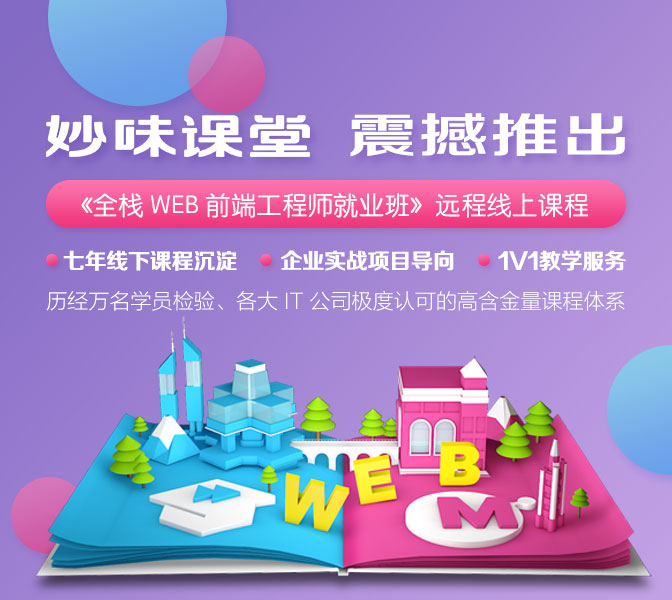 妙味课堂 震撼推出
《全栈 WEB 前端工程师就业班》远程线上课程
七年线下课程沉淀 企业实战项目导向 1V1教学服务
历经万名学员检验、各大 IT 公司极度认可的高含金量课程体系
WEB
M